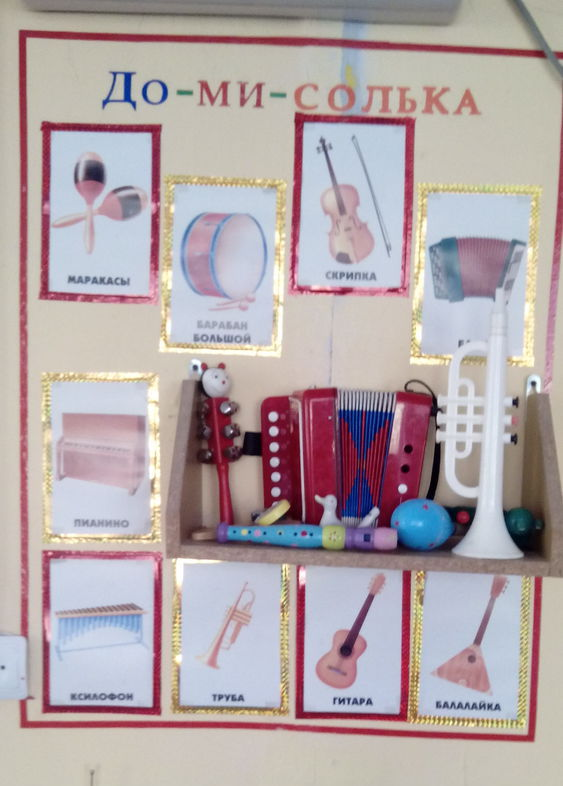 До-ми-солька
МАРАКАСЫ
БАРАБАН
БОЛЬШОЙ
СКРИПКА
ПИАНИНО
КСИЛОФОН
ТРУБА
ГИТАРА
БАЛАЛАЙКА